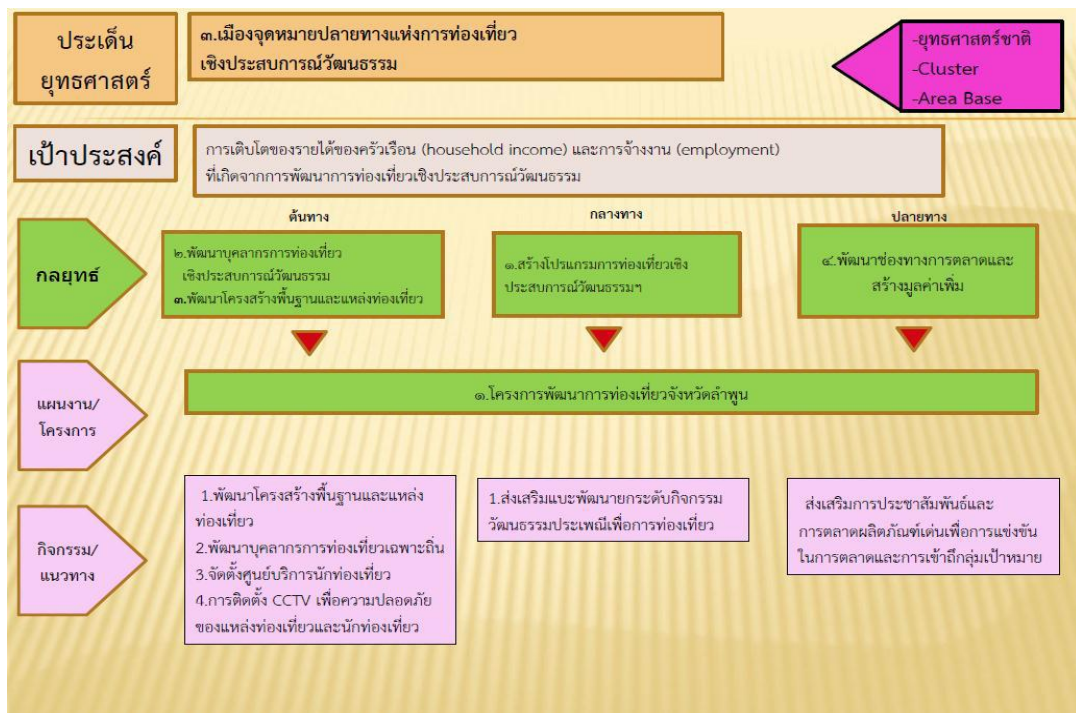 ประเด็น
ยุทธศาสตร์
๓.เมืองจุดหมายปลายทางแห่งการท่องเที่ยว
เชิงประสบการณ์วัฒนธรรม
-ยุทธศาสตร์ชาติ
-Cluster
-Area Base
เป้าประสงค์
การเติบโตของรายได้ของครัวเรือน (household income) และการจ้างงาน (employment)
ที่เกิดจากการพัฒนาการท่องเที่ยวเชิงประสบการณ์วัฒนธรรม
ต้นทาง
กลางทาง
ปลายทาง
กลยุทธ์
๒.พัฒนาบุคลากรการท่องเที่ยว
เชิงประสบการณ์วัฒนธรรม
๓.พัฒนาโครงสร้างพื้นฐานและแหล่งท่องเที่ยว
๑.สร้างโปรแกรมการท่องเที่ยวเชิง
ประสบการณ์วัฒนธรรมฯ
๔.พัฒนาช่องทางการตลาดและ
สร้างมูลค่าเพิ่ม
แผนงาน/
โครงการ
๑.โครงการพัฒนาการท่องเที่ยวจังหวัดลำพูน
กิจกรรม/
แนวทาง
1.พัฒนาโครงสร้างพื้นฐานและแหล่ง
ท่องเที่ยว
2.พัฒนาบุคลากรการท่องเที่ยวเฉพาะถิ่น
3.จัดตั้งศูนย์บริการนักท่องเที่ยว
4.การติดตั้ง CCTV เพื่อความปลอดภัย
ของแหล่งท่องเที่ยวและนักท่องเที่ยว
1.ส่งเสริมแบะพัฒนายกระดับกิจกรรม
วัฒนธรรมประเพณีเพื่อการท่องเที่ยว
ส่งเสริมการประชาสัมพันธ์และ
การตลาดผลิตภัณฑ์เด่นเพื่อการแข่งขัน
ในการตลาดและการเข้าถึกลุ่มเป้าหมาย